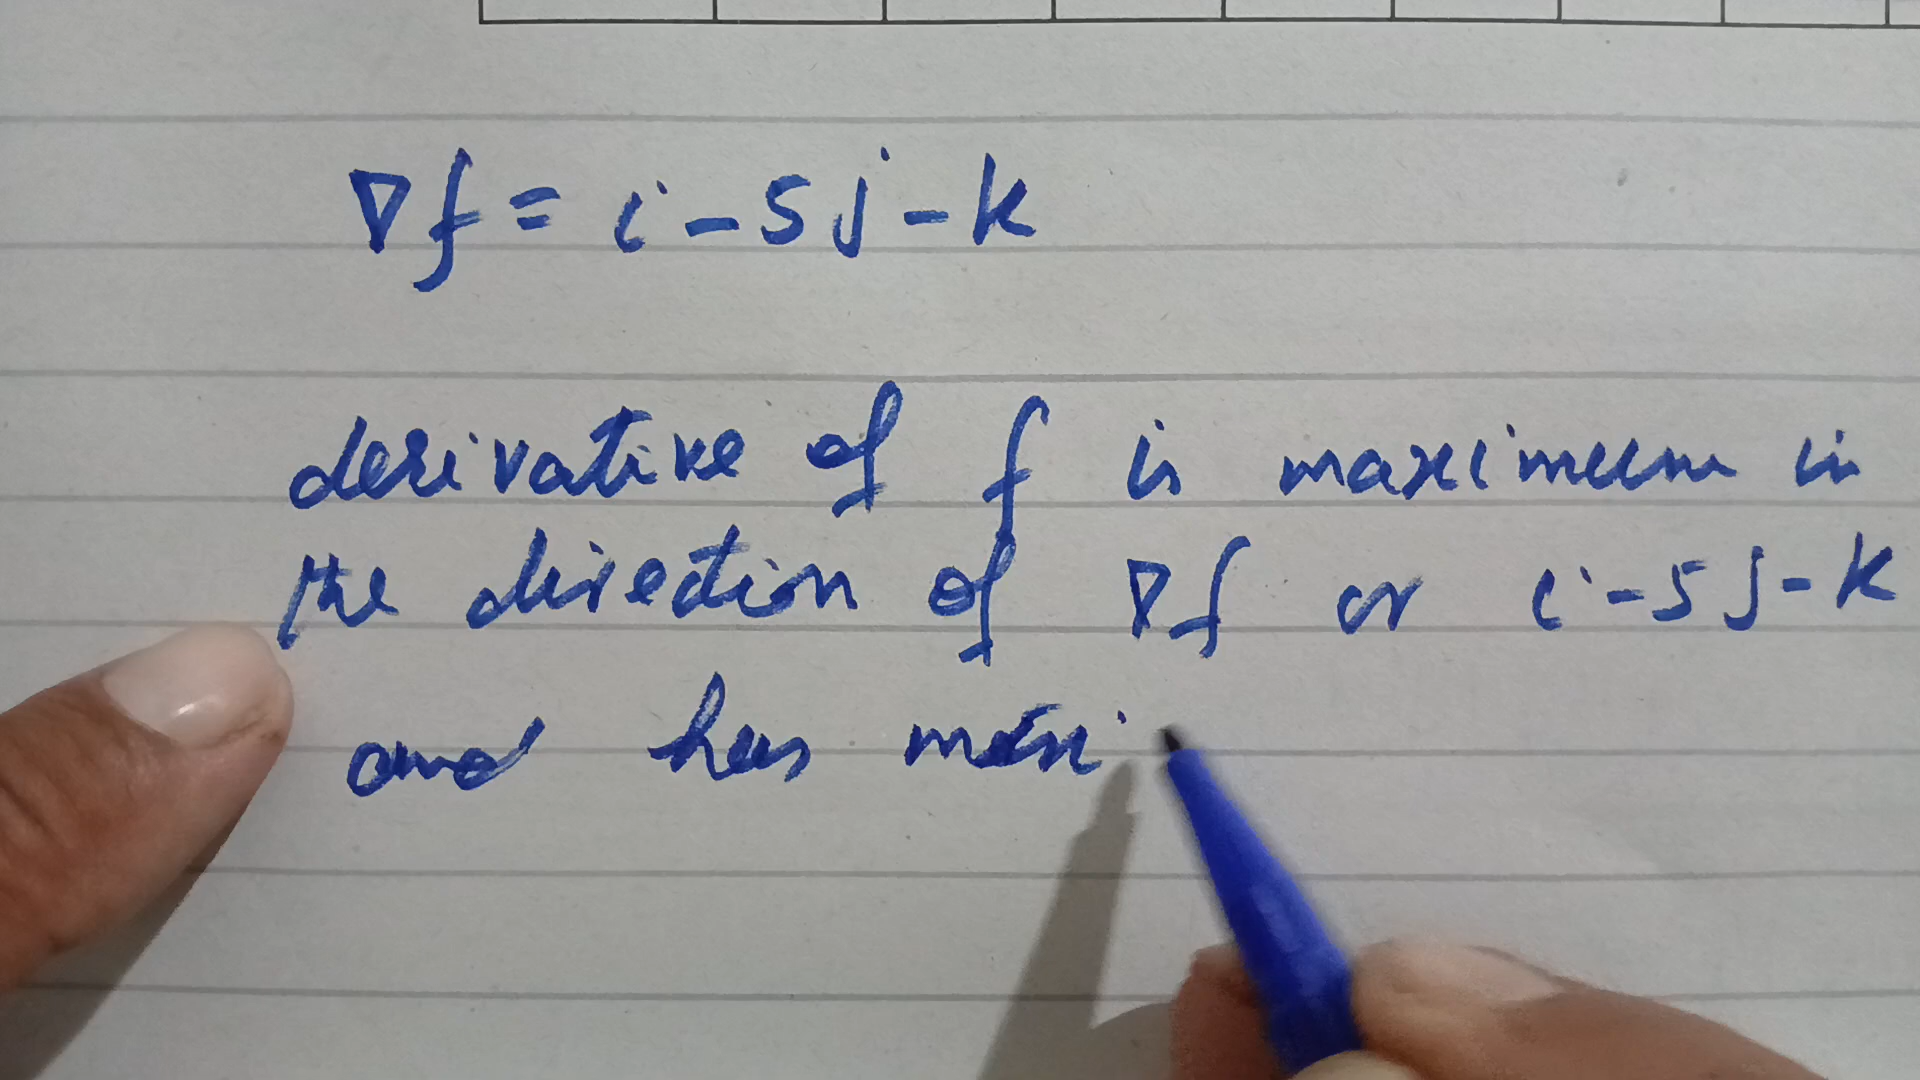 ∇f = i - 5j - k
derivative of f is maximum in
the direction of ∇f or i - 5j - k
and has maxi